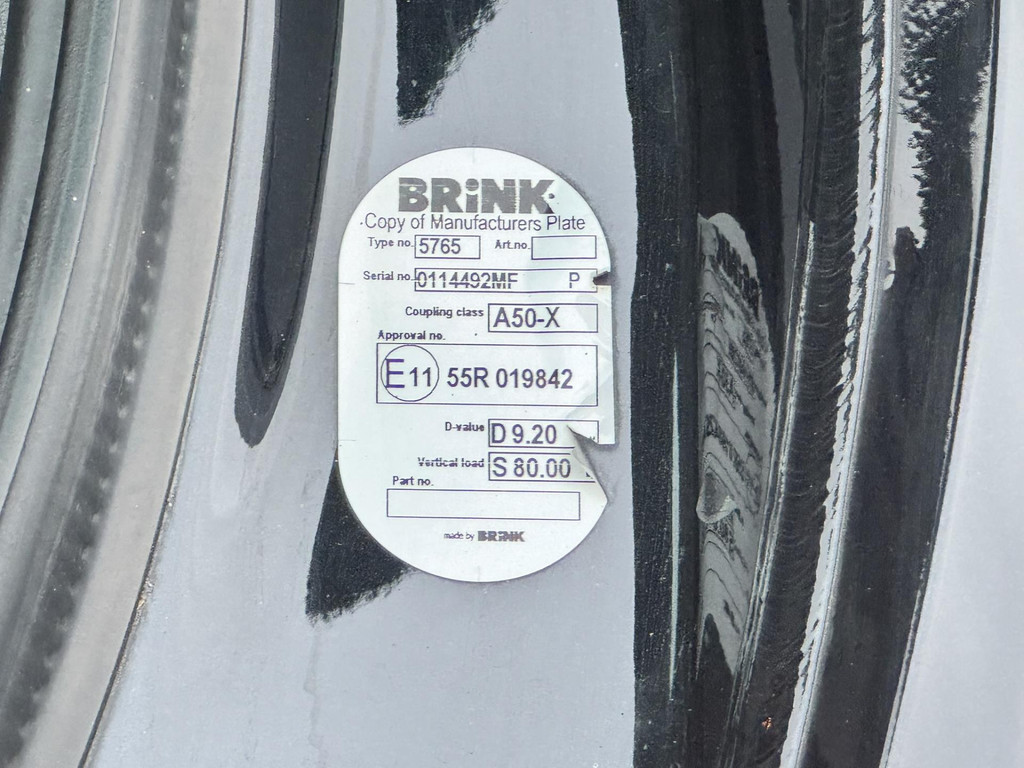 BRiNK
Copy of Manufacturers Plate
Type no. 5765 Art.no.
Serial no. 0114492MF P
Coupling class A50-X
Approval no.
E11 55R 019842
D-value D 9.20
Vertical load S 80.00
Part no.
made by BRiNK